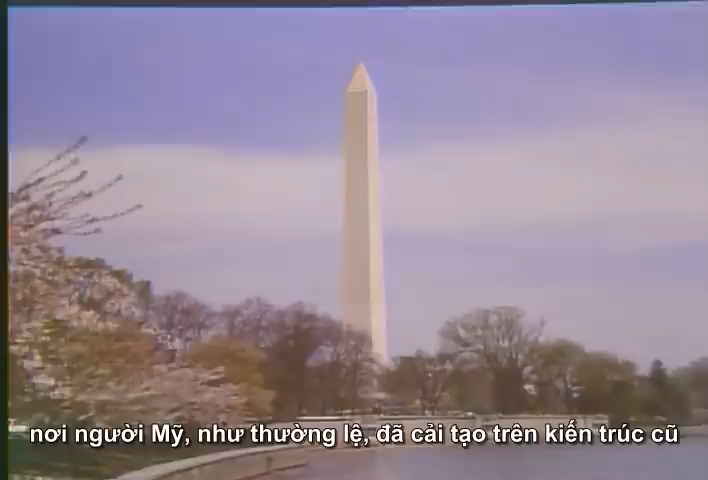 nơi người Mỹ, như thường lệ, đã cải tạo trên kiến trúc cũ